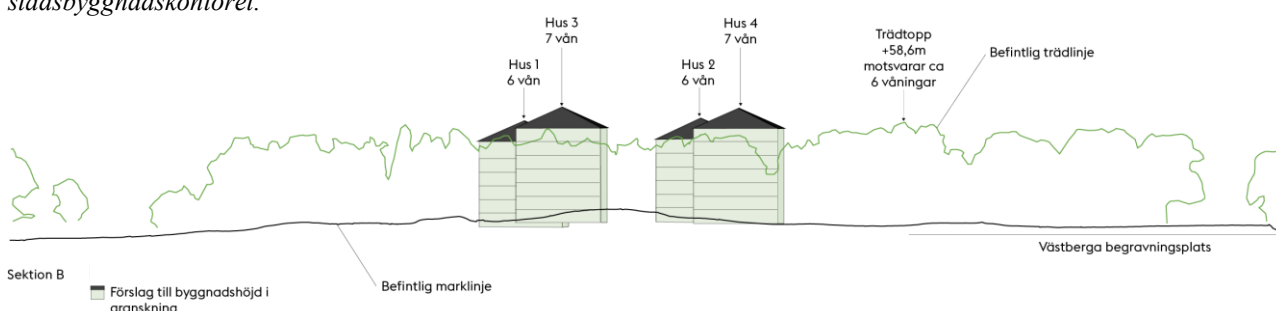 stadsbyggnadskontoret.
Hus 3
7 vån
Hus 4
7 vån
Hus 1
6 vån
Hus 2
6 vån
Trädtopp
+58,6m
motsvarar ca
6 våningar
Befintlig trädlinje
Västberga begravningsplats
Sektion B
Befintlig marklinje
Förslag till byggnadshöjd i
granskning